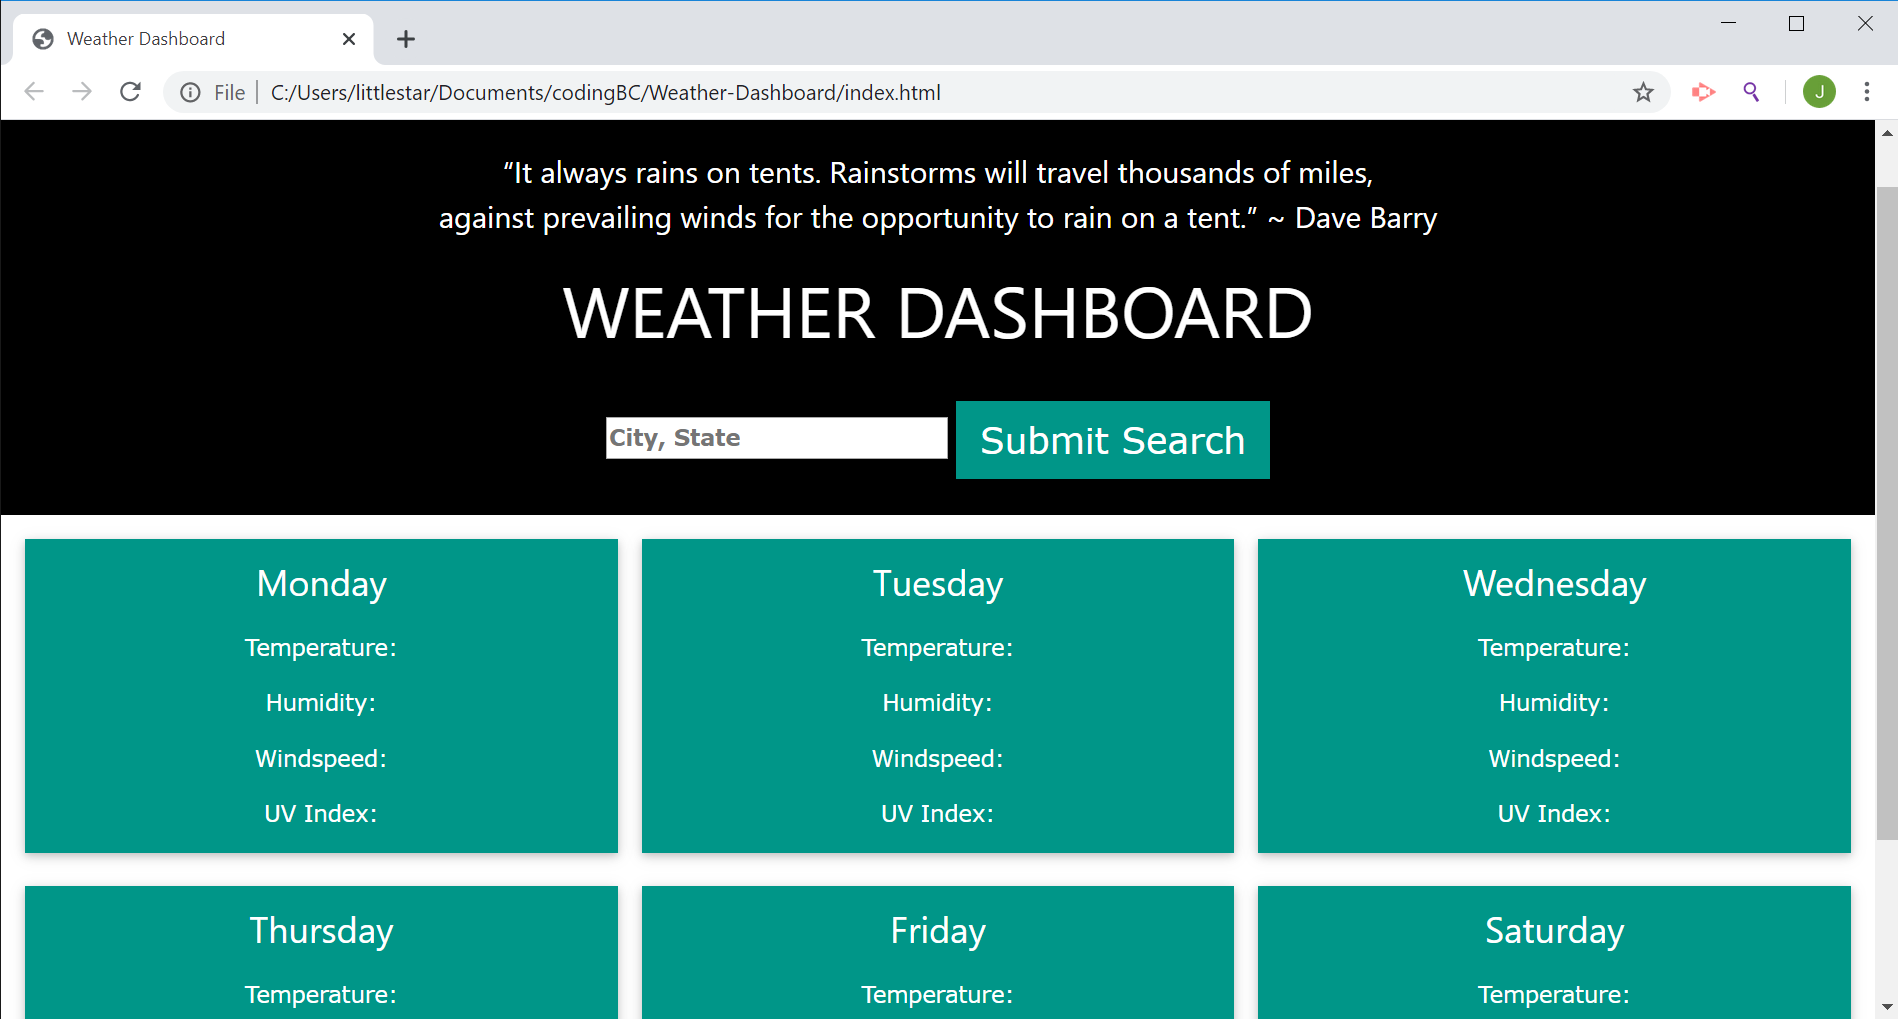 Weather Dashboard
File
C:/Users/littlestar/Documents/codingBC/Weather-Dashboard/index.html
J
“It always rains on tents. Rainstorms will travel thousands of miles,
against prevailing winds for the opportunity to rain on a tent.” ~ Dave Barry
WEATHER DASHBOARD
City, State
Submit Search
Monday
Temperature:
Humidity:
Windspeed:
UV Index:
Tuesday
Temperature:
Humidity:
Windspeed:
UV Index:
Wednesday
Temperature:
Humidity:
Windspeed:
UV Index:
Thursday
Temperature:
Friday
Temperature:
Saturday
Temperature: